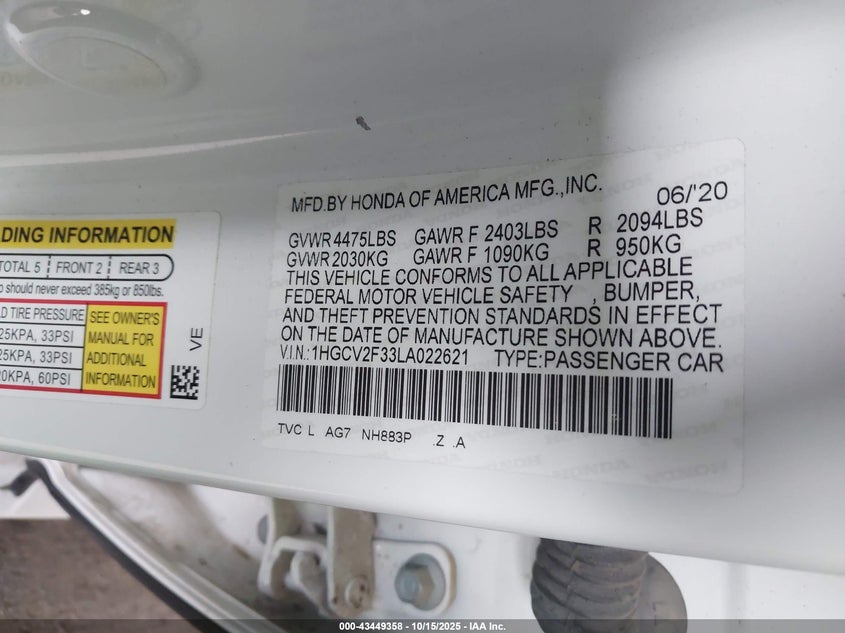 DING INFORMATION
TOTAL 5 FRONT 2 REAR 3
should never exceed 385kg or 850lbs.
D TIRE PRESSURE
25KPA, 33PSI
25KPA, 33PSI
20KPA, 60PSI
SEE OWNER'S
MANUAL FOR
ADDITIONAL
INFORMATION
VE
MFD.BY HONDA OF AMERICA MFG.,INC. 06/'20
GVWR 4475LBS GAWR F 2403LBS R 2094LBS
GVWR 2030KG GAWR F 1090KG R 950KG
THIS VEHICLE CONFORMS TO ALL APPLICABLE
FEDERAL MOTOR VEHICLE SAFETY , BUMPER,
AND THEFT PREVENTION STANDARDS IN EFFECT
ON THE DATE OF MANUFACTURE SHOWN ABOVE.
V.I.N.: 1HGCV2F33LA022621 TYPE:PASSENGER CAR
TVC L AG7 NH883P .Z .A
000-43449358 - 10/15/2025 - IAA Inc.